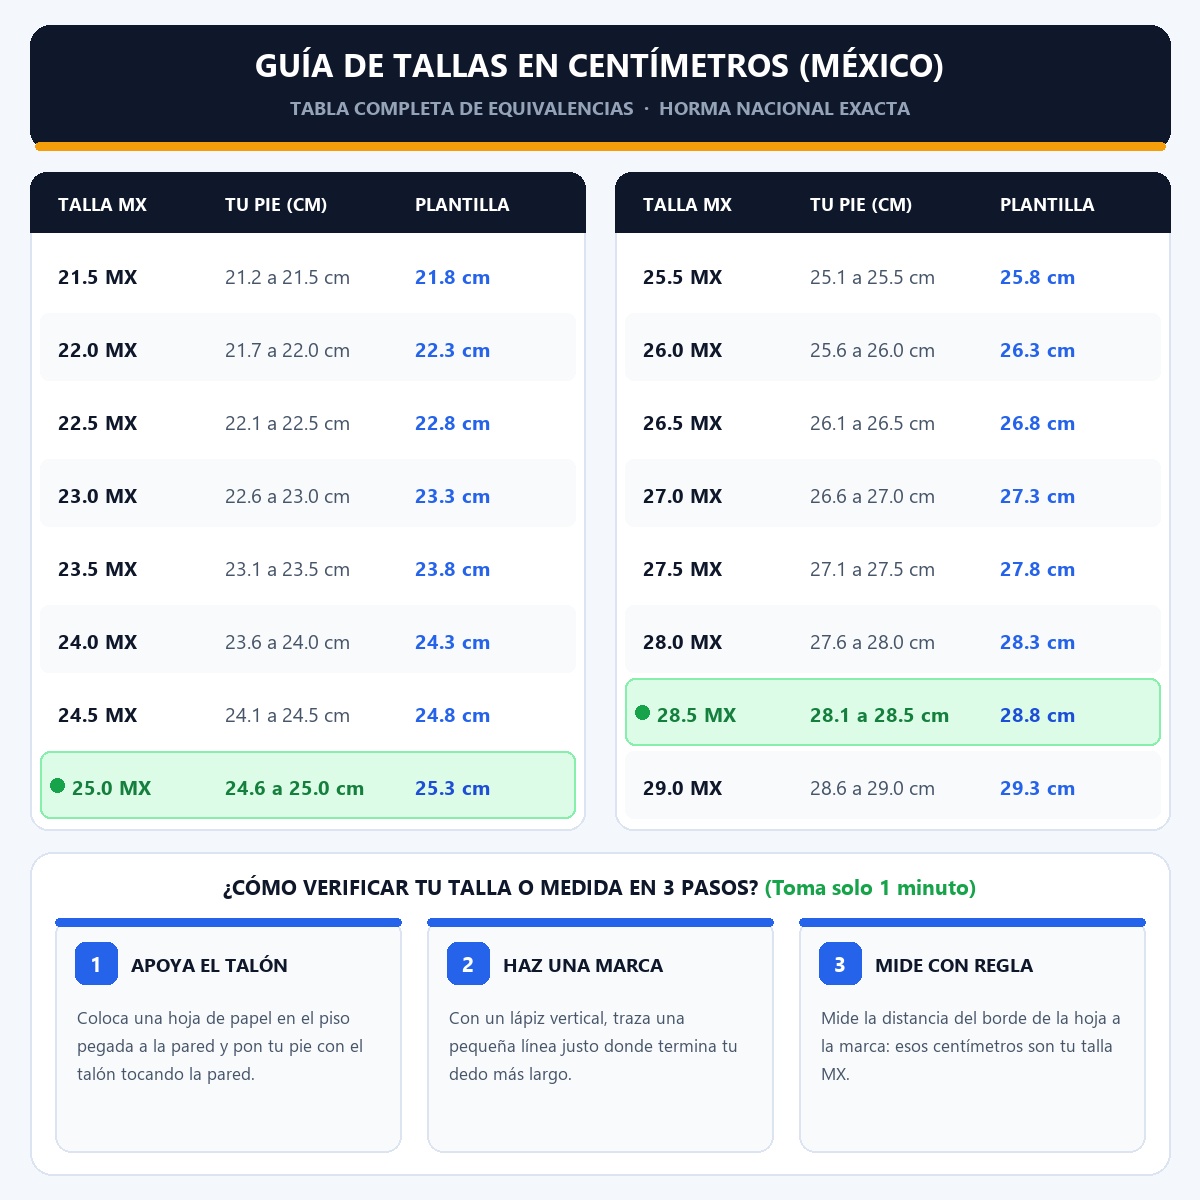 GUÍA DE TALLAS EN CENTÍMETROS (MÉXICO)
TABLA COMPLETA DE EQUIVALENCIAS · HORMA NACIONAL EXACTA
TALLA MX TU PIE (CM) PLANTILLA
21.5 MX 21.2 a 21.5 cm 21.8 cm
22.0 MX 21.7 a 22.0 cm 22.3 cm
22.5 MX 22.1 a 22.5 cm 22.8 cm
23.0 MX 22.6 a 23.0 cm 23.3 cm
23.5 MX 23.1 a 23.5 cm 23.8 cm
24.0 MX 23.6 a 24.0 cm 24.3 cm
24.5 MX 24.1 a 24.5 cm 24.8 cm
25.0 MX 24.6 a 25.0 cm 25.3 cm
TALLA MX TU PIE (CM) PLANTILLA
25.5 MX 25.1 a 25.5 cm 25.8 cm
26.0 MX 25.6 a 26.0 cm 26.3 cm
26.5 MX 26.1 a 26.5 cm 26.8 cm
27.0 MX 26.6 a 27.0 cm 27.3 cm
27.5 MX 27.1 a 27.5 cm 27.8 cm
28.0 MX 27.6 a 28.0 cm 28.3 cm
28.5 MX 28.1 a 28.5 cm 28.8 cm
29.0 MX 28.6 a 29.0 cm 29.3 cm
¿CÓMO VERIFICAR TU TALLA O MEDIDA EN 3 PASOS? (Toma solo 1 minuto)
1 APOYA EL TALÓN
Coloca una hoja de papel en el piso
pegada a la pared y pon tu pie con el
talón tocando la pared.
2 HAZ UNA MARCA
Con un lápiz vertical, traza una
pequeña línea justo donde termina tu
dedo más largo.
3 MIDE CON REGLA
Mide la distancia del borde de la hoja a
la marca: esos centímetros son tu talla
MX.